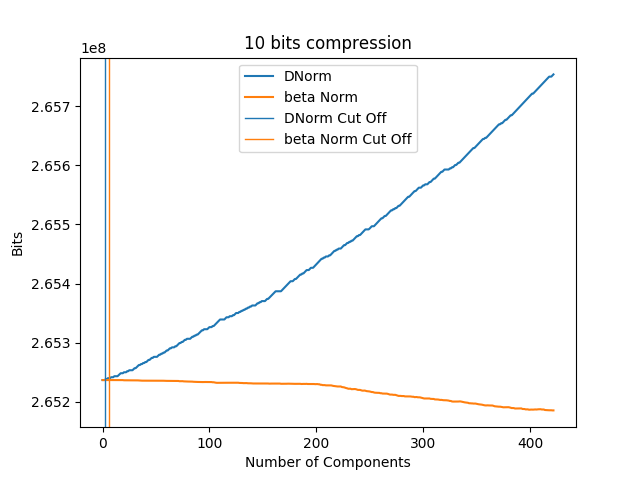 10 bits compression
1e8
DNorm
beta Norm
DNorm Cut Off
beta Norm Cut Off
2.657
2.656
2.655
2.654
2.653
2.652
Bits
0 100 200 300 400
Number of Components